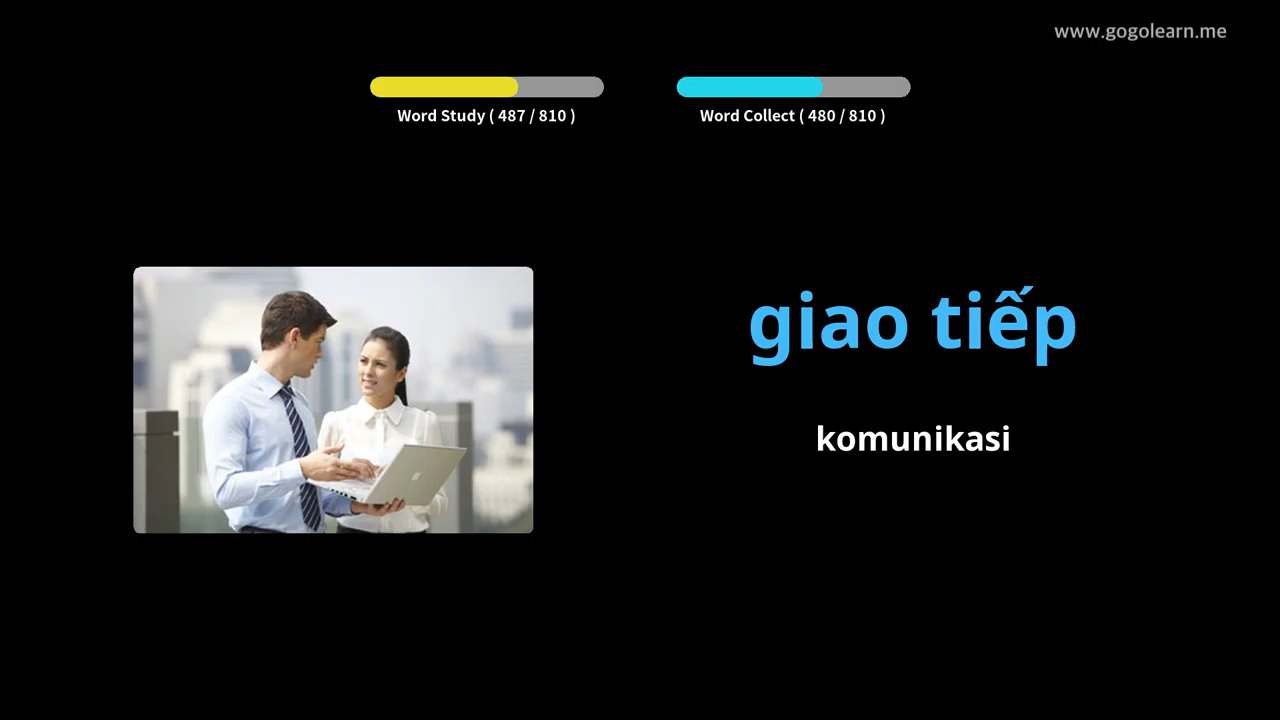 www.gogolearn.me
Word Study ( 487 / 810 )
Word Collect ( 480 / 810 )
giao tiếp
komunikasi